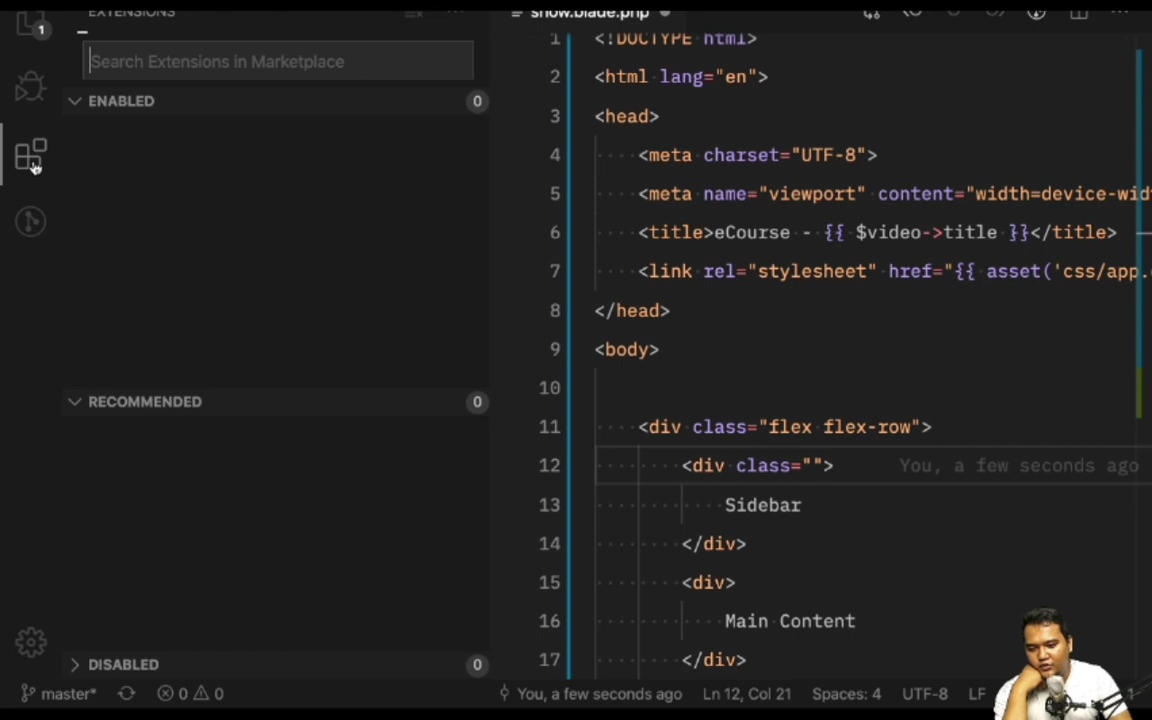 EXTENSIONS
show.blade.php
1
Search Extensions in Marketplace
ENABLED
0
RECOMMENDED
0
DISABLED
0
1 <!DOCTYPE html>
2 <html lang="en">
3 <head>
4 <meta charset="UTF-8">
5 <meta name="viewport" content="width=device-wid
6 <title>eCourse - {{ $video->title }}</title>
7 <link rel="stylesheet" href="{{ asset('css/app.
8 </head>
9 <body>
10
11 <div class="flex flex-row">
12 <div class=""> You, a few seconds ago
13 Sidebar
14 </div>
15 <div>
16 Main Content
17 </div>
master* 0 0 You, a few seconds ago Ln 12, Col 21 Spaces: 4 UTF-8 LF 1